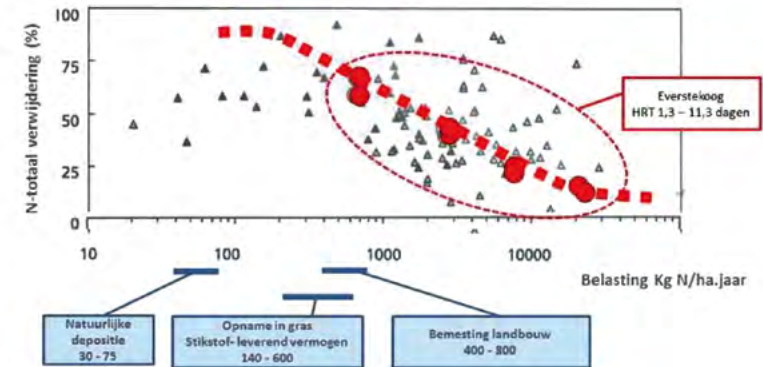 N-totaal verwijdering (%)
100
75
50
25
0
10
100
1000
10000
Belasting Kg N/ha.jaar
Everstekoog
HRT 1,3 – 11,3 dagen
Natuurlijke
depositie
30 - 75
Opname in gras
Stikstof- leverend vermogen
140 - 600
Bemesting landbouw
400 - 800